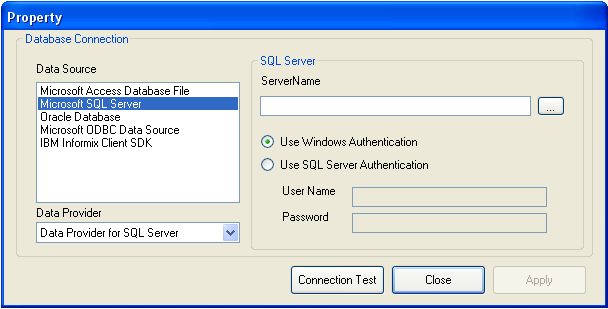 Property
Database Connection
Data Source
Microsoft Access Database File
Microsoft SQL Server
Oracle Database
Microsoft ODBC Data Source
IBM Informix Client SDK
Data Provider
Data Provider for SQL Server
SQL Server
ServerName
...
Use Windows Authentication
Use SQL Server Authentication
User Name
Password
Connection Test
Close
Apply